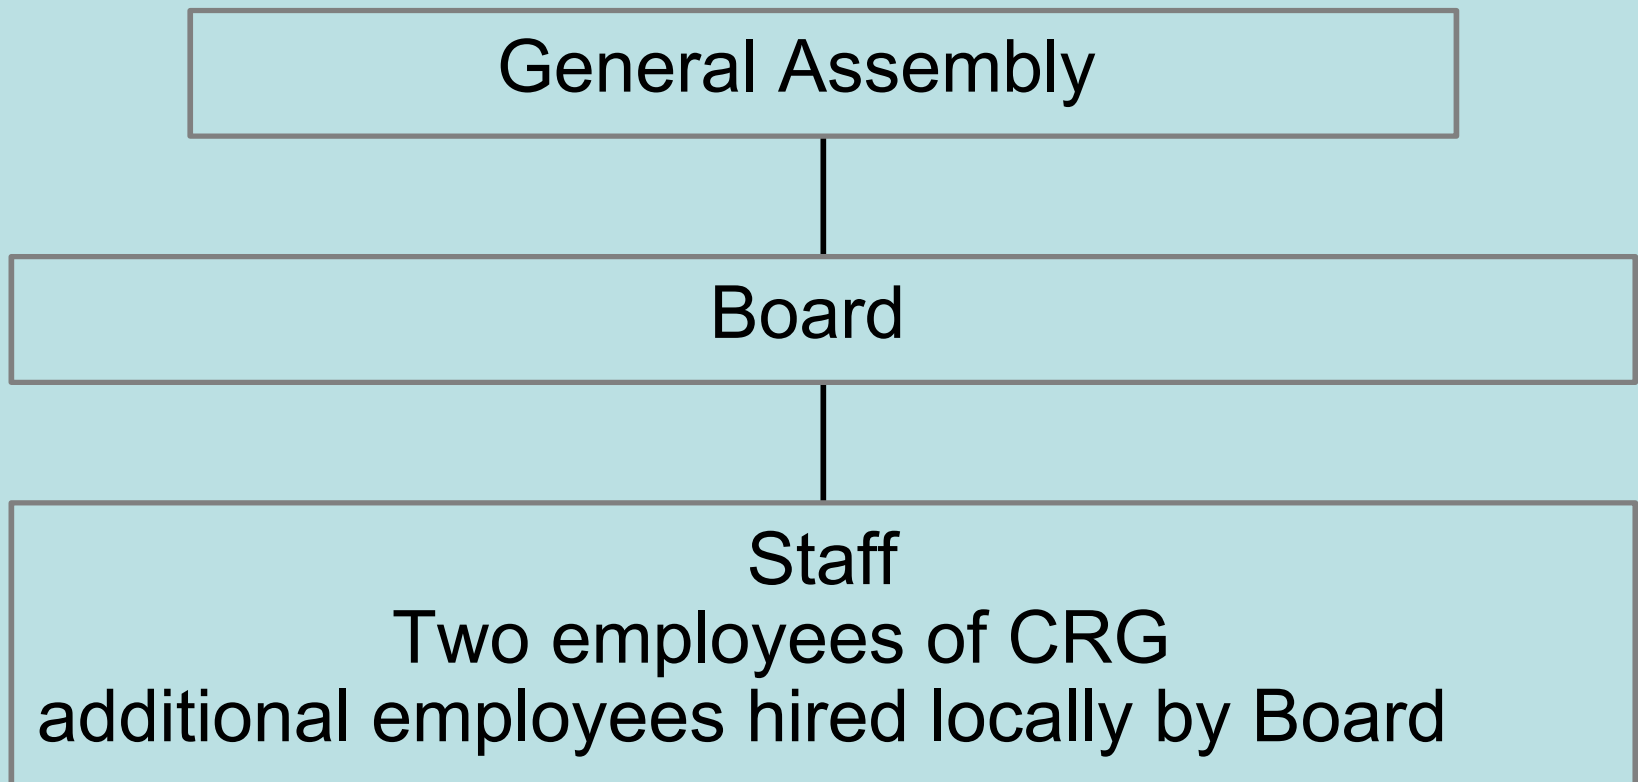 General Assembly
Board
Staff
Two employees of CRG
additional employees hired locally by Board